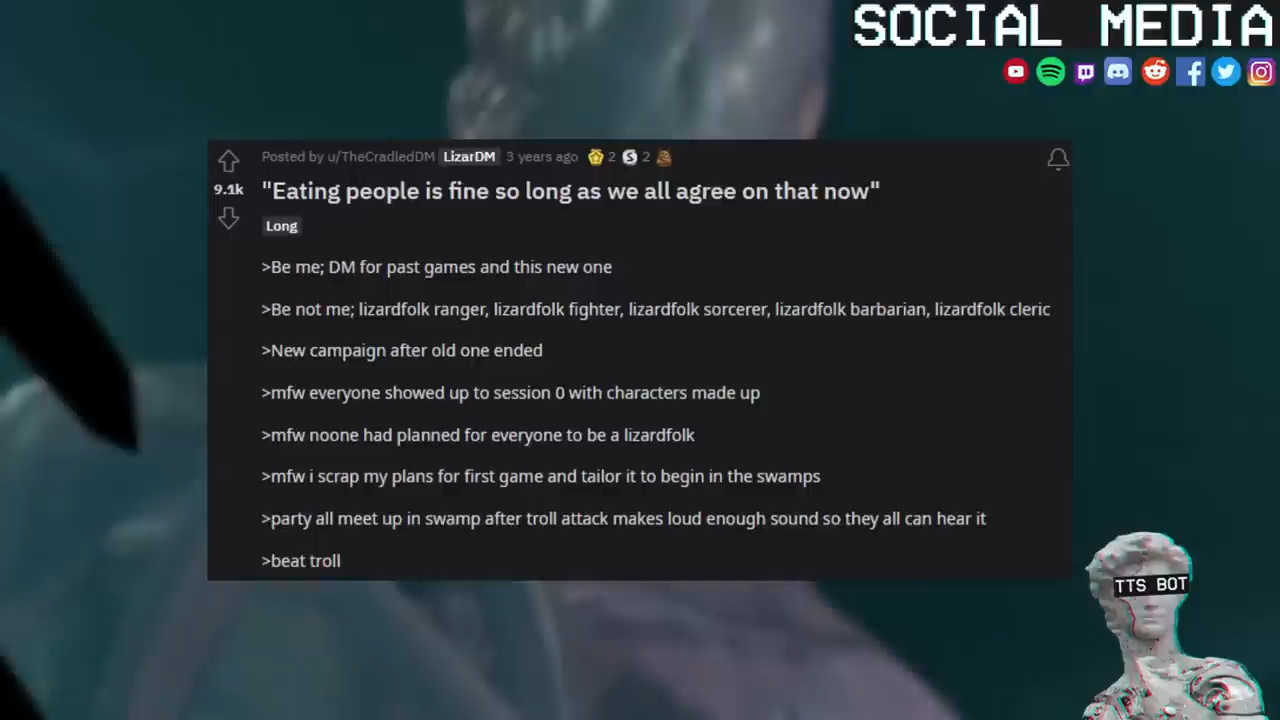 SOCIAL MEDIA
Posted by u/TheCradledDM LizarDM 3 years ago 2 S 2
9.1k
"Eating people is fine so long as we all agree on that now"
Long
>Be me; DM for past games and this new one
>Be not me; lizardfolk ranger, lizardfolk fighter, lizardfolk sorcerer, lizardfolk barbarian, lizardfolk cleric
>New campaign after old one ended
>mfw everyone showed up to session 0 with characters made up
>mfw noone had planned for everyone to be a lizardfolk
>mfw i scrap my plans for first game and tailor it to begin in the swamps
>party all meet up in swamp after troll attack makes loud enough sound so they all can hear it
>beat troll
TTS BOT